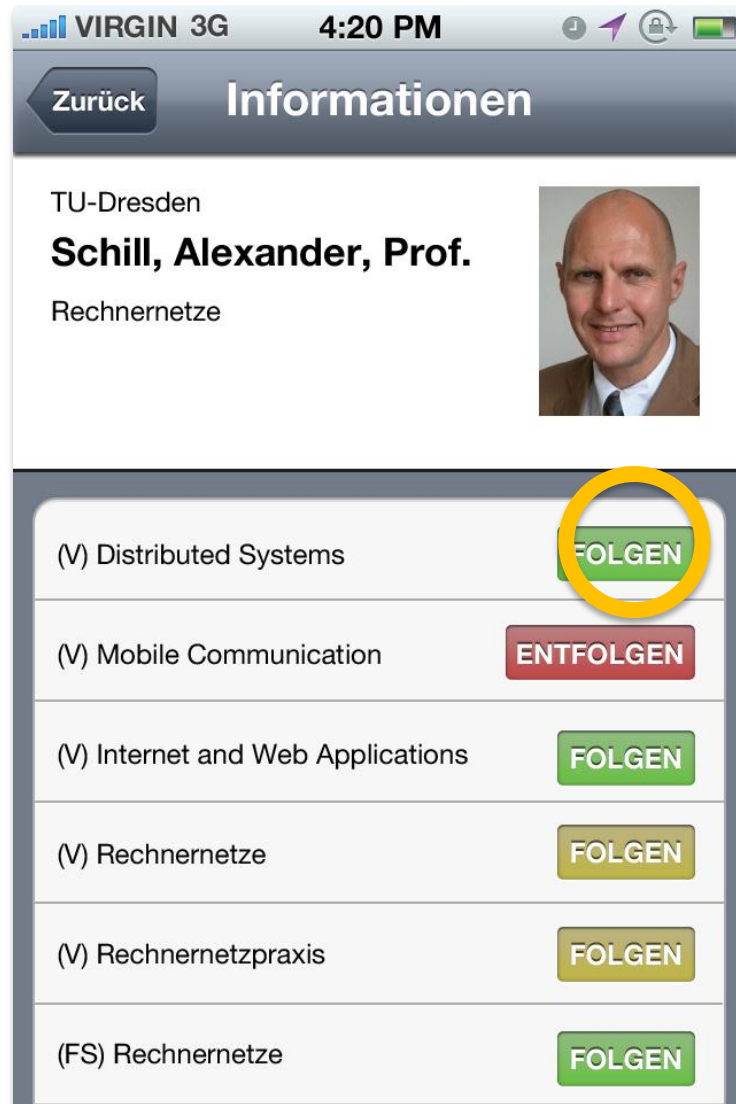 VIRGIN 3G 4:20 PM
Zurück Informationen
TU-Dresden
Schill, Alexander, Prof.
Rechnernetze
(V) Distributed Systems FOLGEN
(V) Mobile Communication ENTFOLGEN
(V) Internet and Web Applications FOLGEN
(V) Rechnernetze FOLGEN
(V) Rechnernetzpraxis FOLGEN
(FS) Rechnernetze FOLGEN